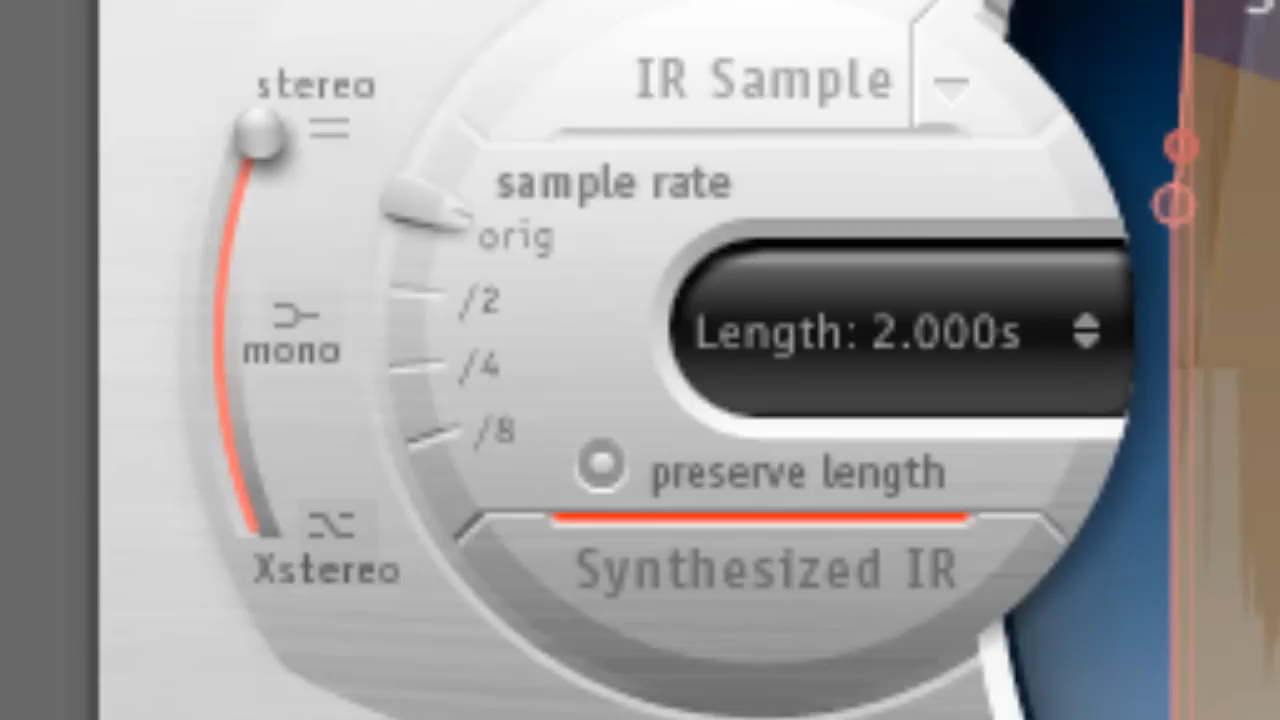 stereo
IR Sample
sample rate
orig
/2
mono
Length: 2.000s
/4
/8
preserve length
Xstereo
Synthesized IR